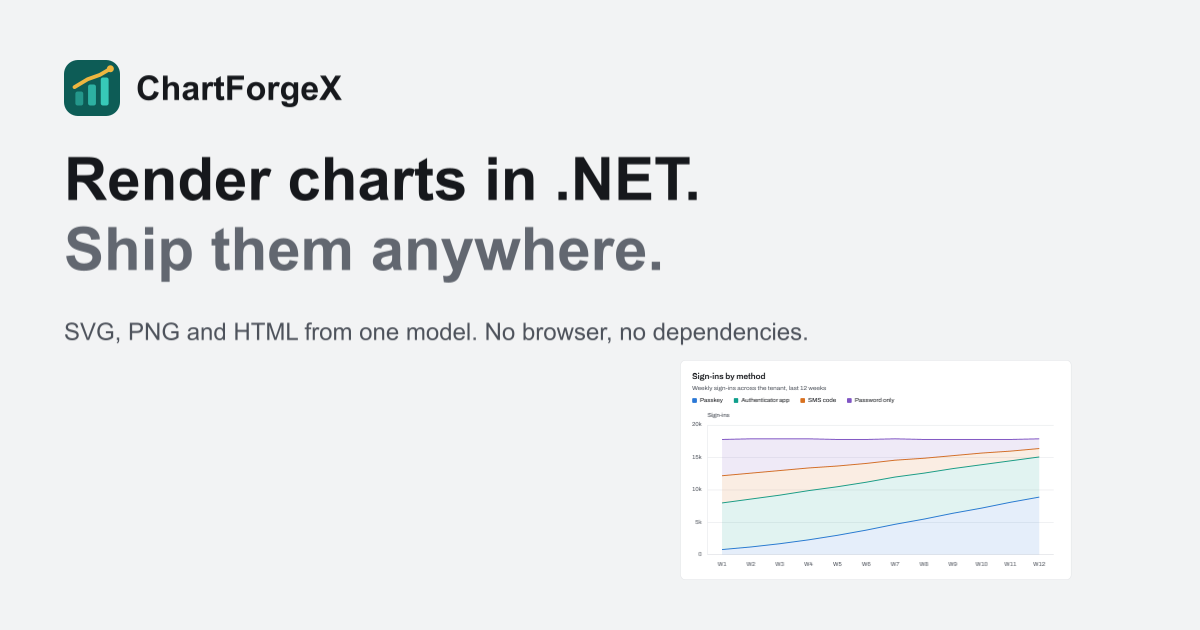 ChartForgeX
Render charts in .NET.
Ship them anywhere.
SVG, PNG and HTML from one model. No browser, no dependencies.
Sign-ins by method
Weekly sign-ins across the tenant, last 12 weeks
Passkey Authenticator app SMS code Password only
Sign-ins
20k
15k
10k
5k
0
W1 W2 W3 W4 W5 W6 W7 W8 W9 W10 W11 W12